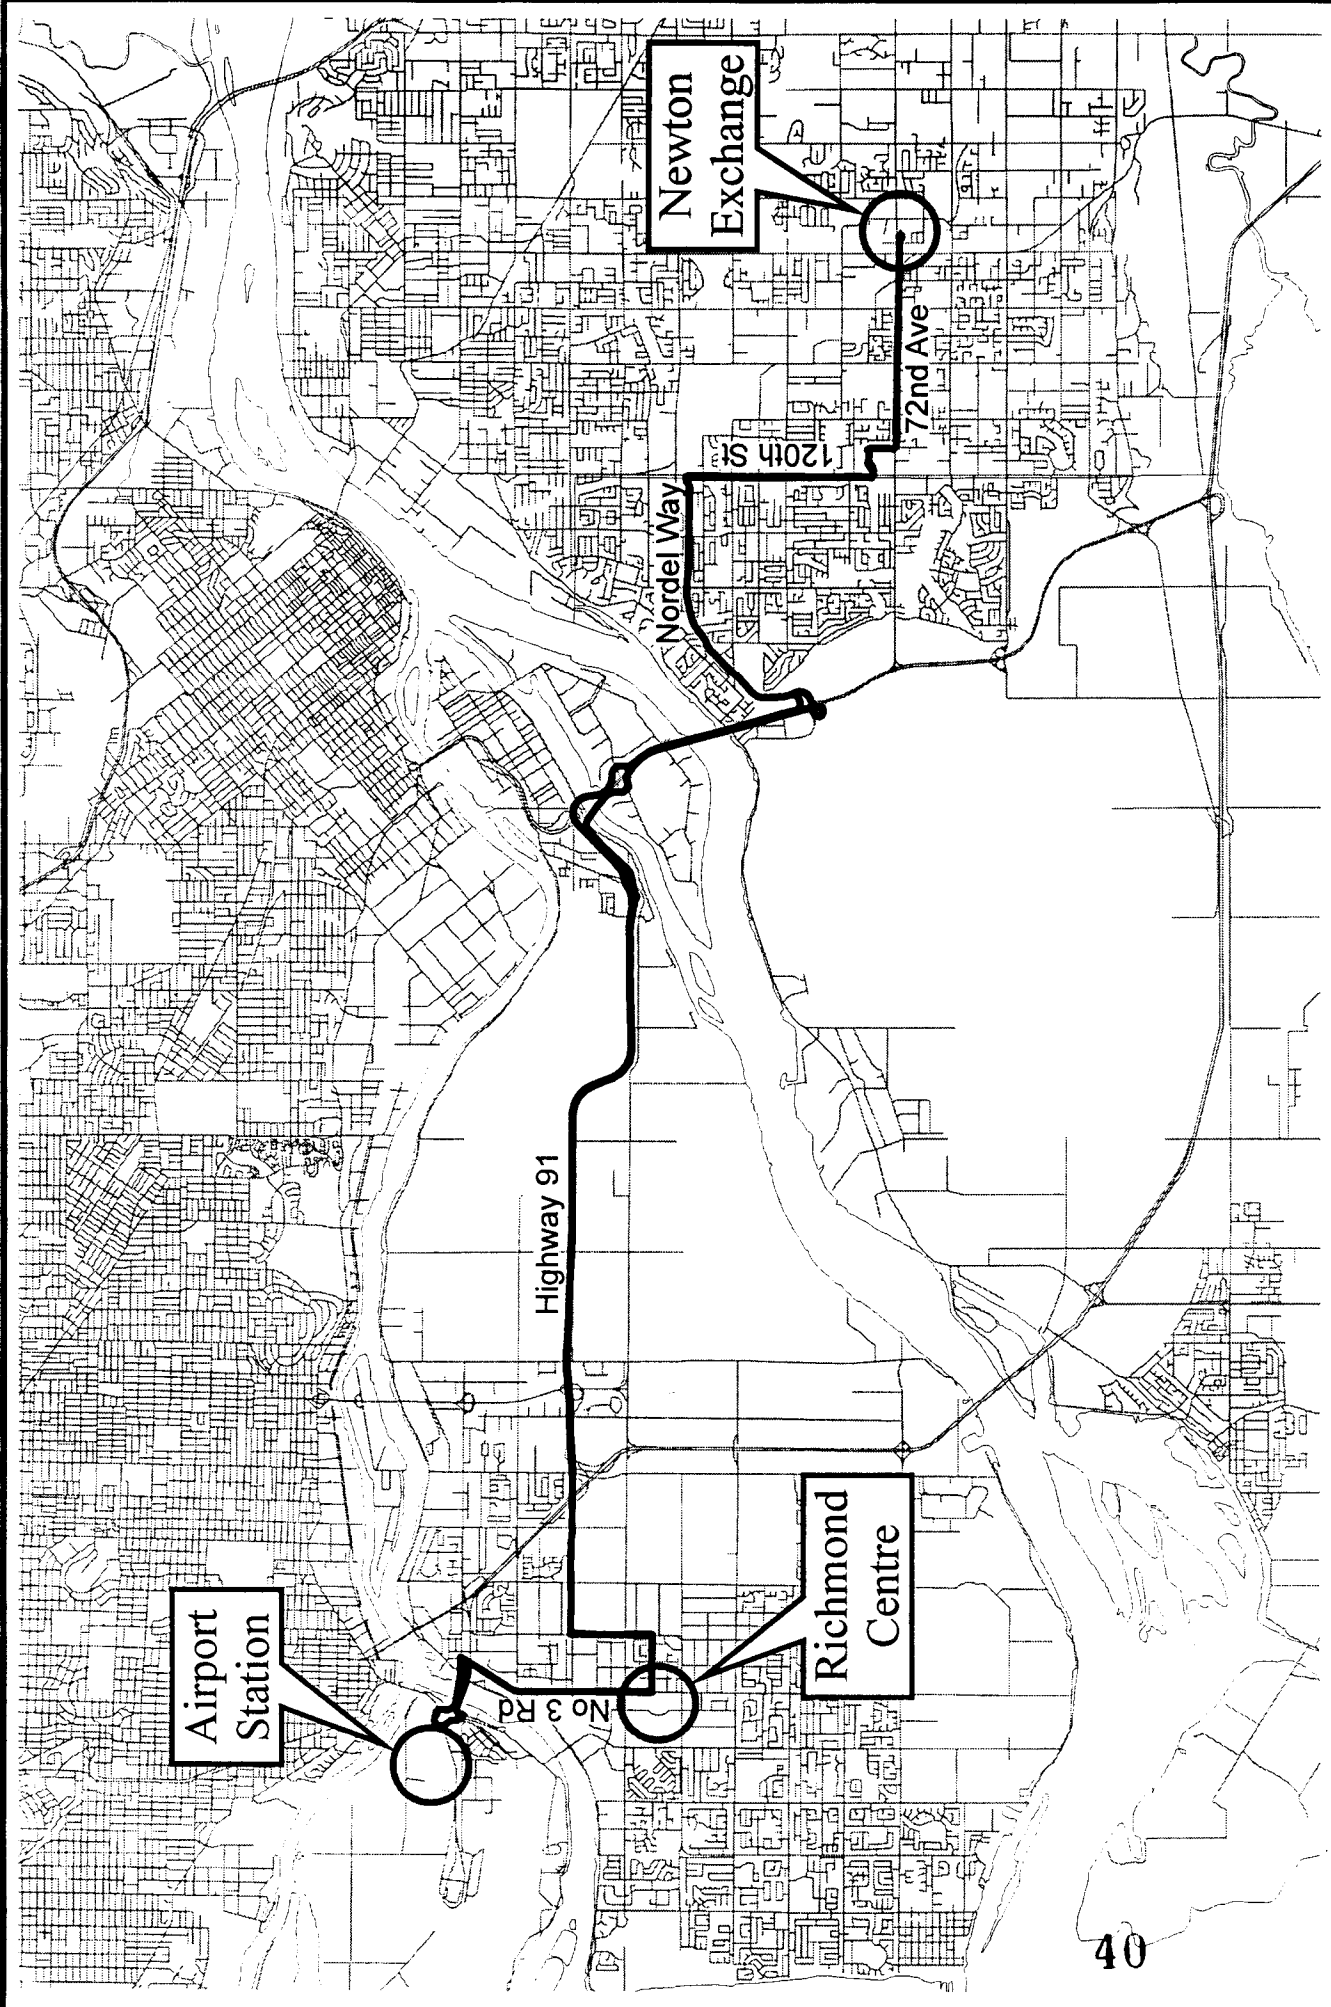 Airport
Station
No 3 Rd
Richmond
Centre
Highway 91
Nordel Way
120th St
72nd Ave
Newton
Exchange
40